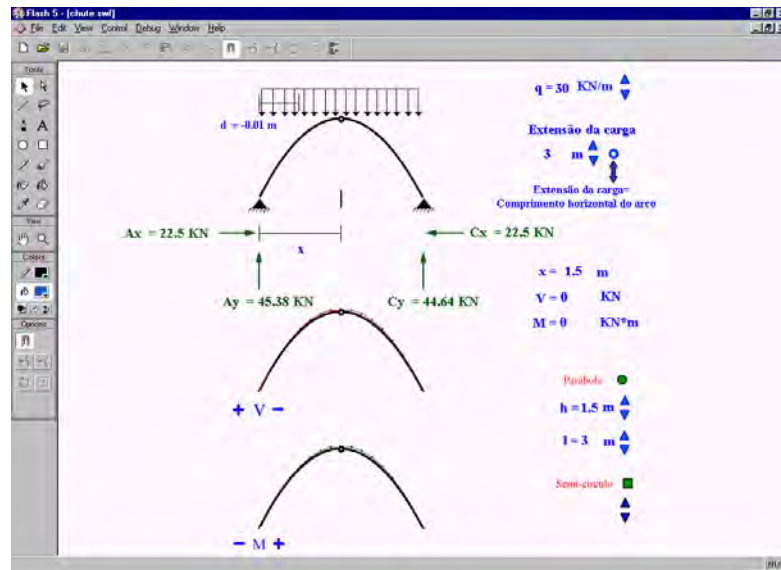 Flash 5 - [chute swf]
File Edit View Control Debug Window Help
Tools
A
View
Colors
Options
q = 30 KN/m
d = -0.01 m
Extensão da carga
3 m
Extensão da carga=
Comprimento horizontal do arco
Ax = 22.5 KN
Cx = 22.5 KN
x
x = 1.5 m
Ay = 45.38 KN
Cy = 44.64 KN
V = 0 KN
M = 0 KN*m
Parábola
+ V -
h = 1.5 m
l = 3 m
Semi-círculo
- M +